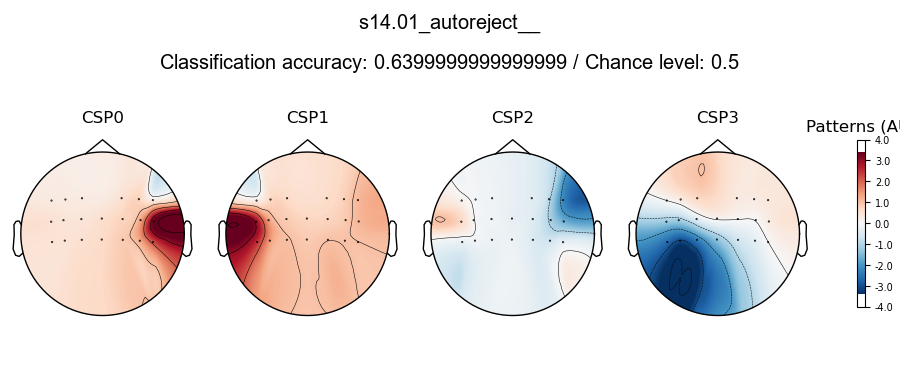 s14.01_autoreject__
Classification accuracy: 0.6399999999999999 / Chance level: 0.5
CSP0 CSP1 CSP2 CSP3
Patterns (AU
4.0
3.0
2.0
1.0
0.0
-1.0
-2.0
-3.0
-4.0